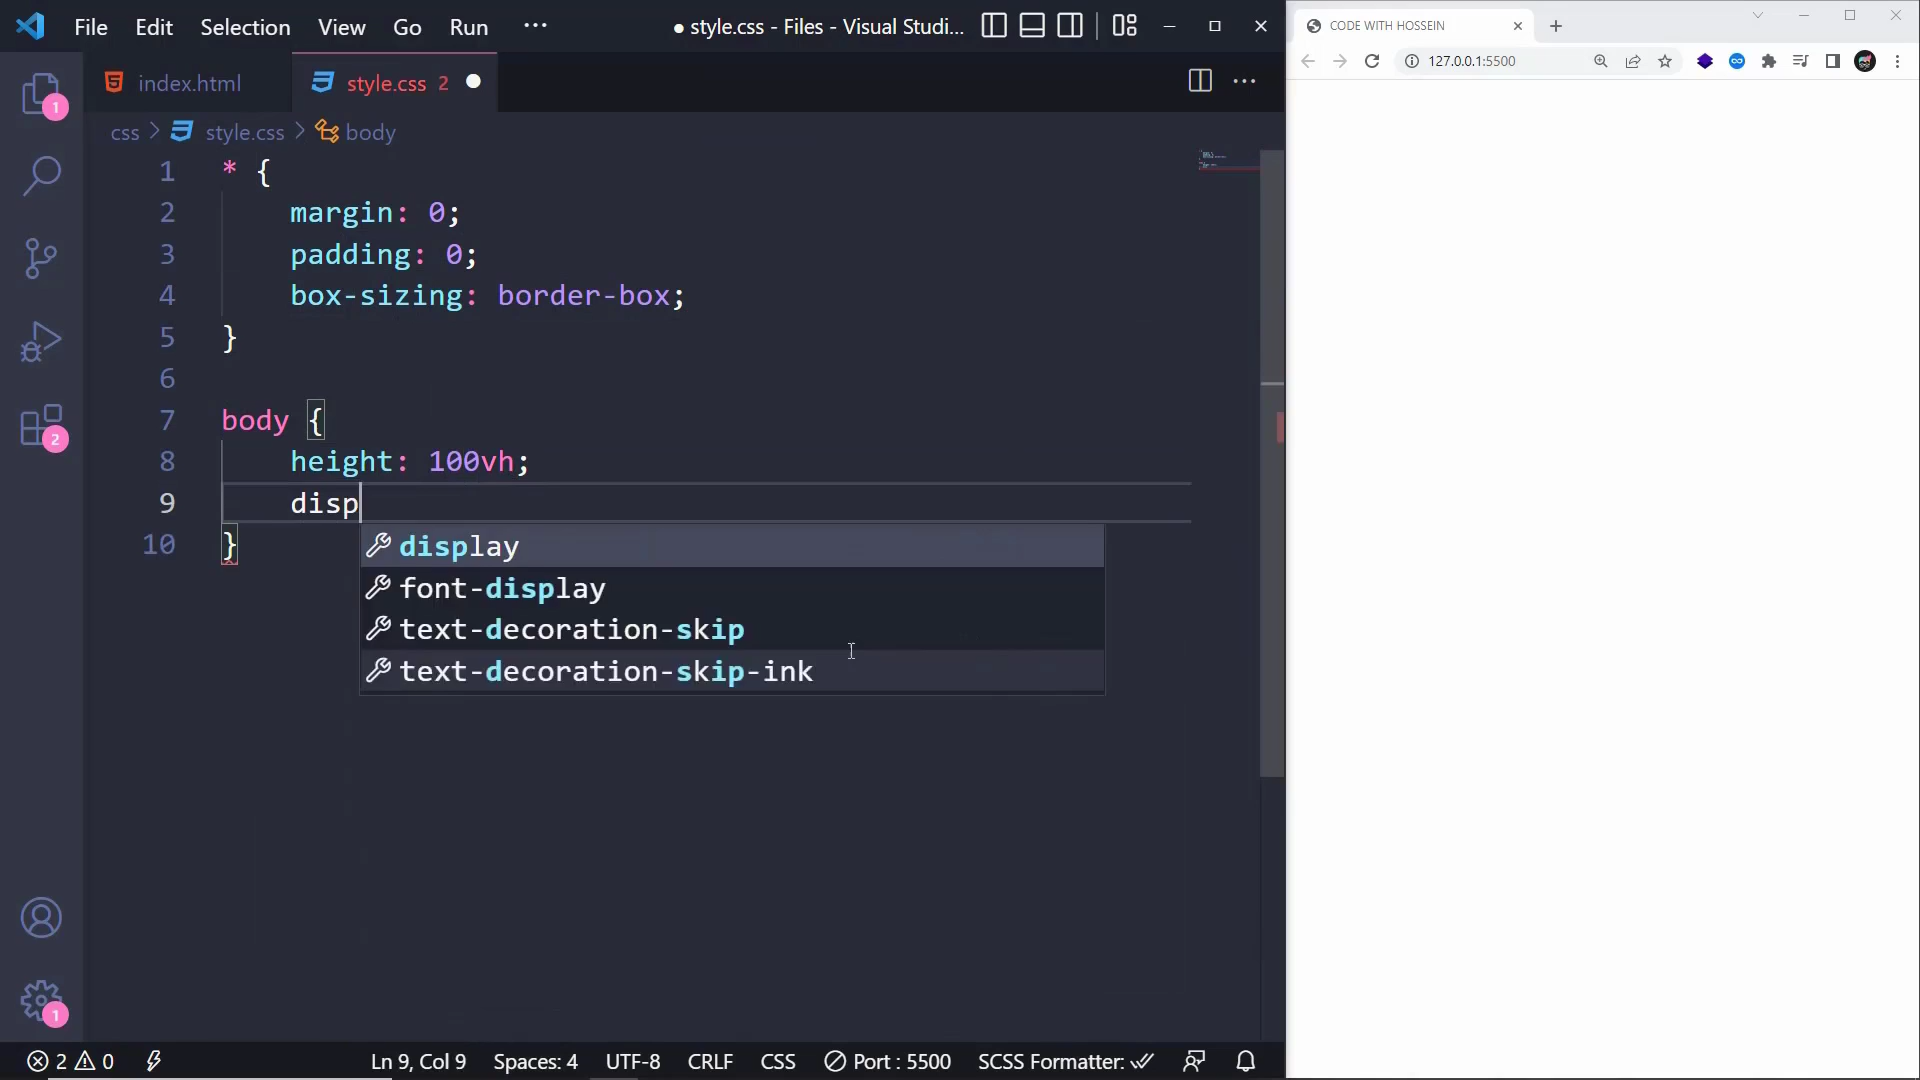 File Edit Selection View Go Run ···
● style.css - Files - Visual Studi...
index.html
style.css 2
css > style.css > body
1 * {
2 margin: 0;
3 padding: 0;
4 box-sizing: border-box;
5 }
6
7 body {
8 height: 100vh;
9 disp
10 }
display
font-display
text-decoration-skip
text-decoration-skip-ink
1
2
1
2 0 Ln 9, Col 9 Spaces: 4 UTF-8 CRLF CSS Port : 5500 SCSS Formatter:
CODE WITH HOSSEIN
127.0.0.1:5500